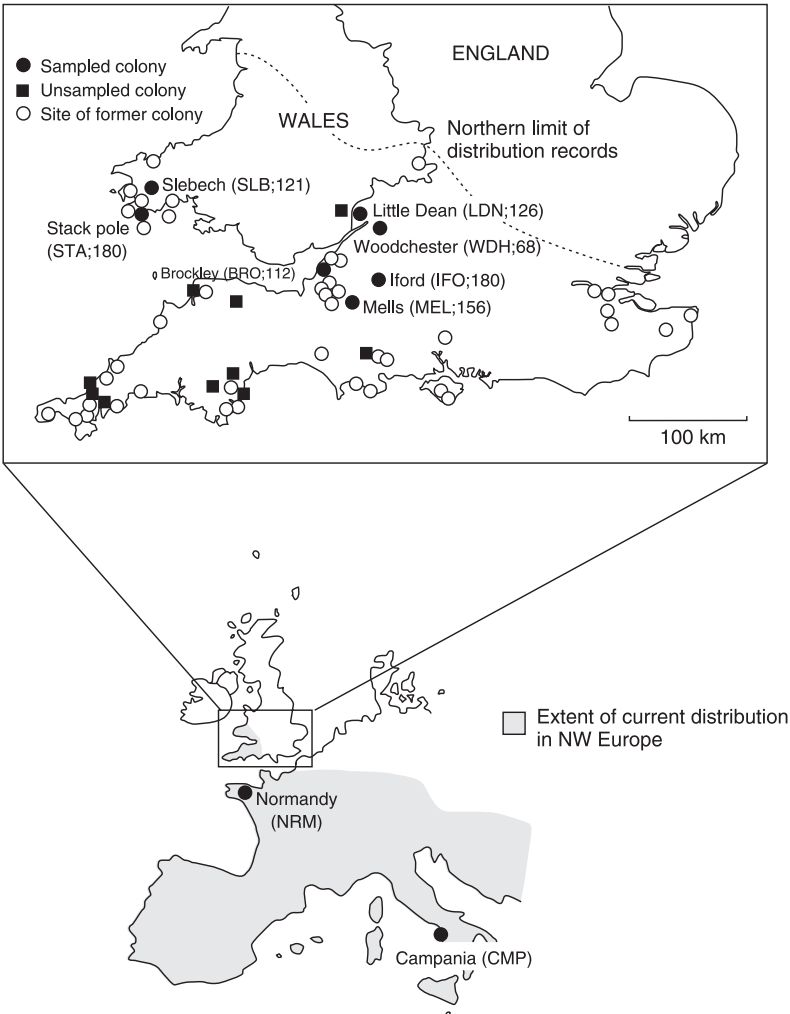 ENGLAND
Sampled colony
Unsampled colony
Site of former colony
WALES
Northern limit of
distribution records
Slebech (SLB;121)
Little Dean (LDN;126)
Stack pole
(STA;180)
Woodchester (WDH;68)
Brockley (BRO;112)
Iford (IFO;180)
Mells (MEL;156)
100 km
Extent of current distribution
in NW Europe
Normandy
(NRM)
Campania (CMP)